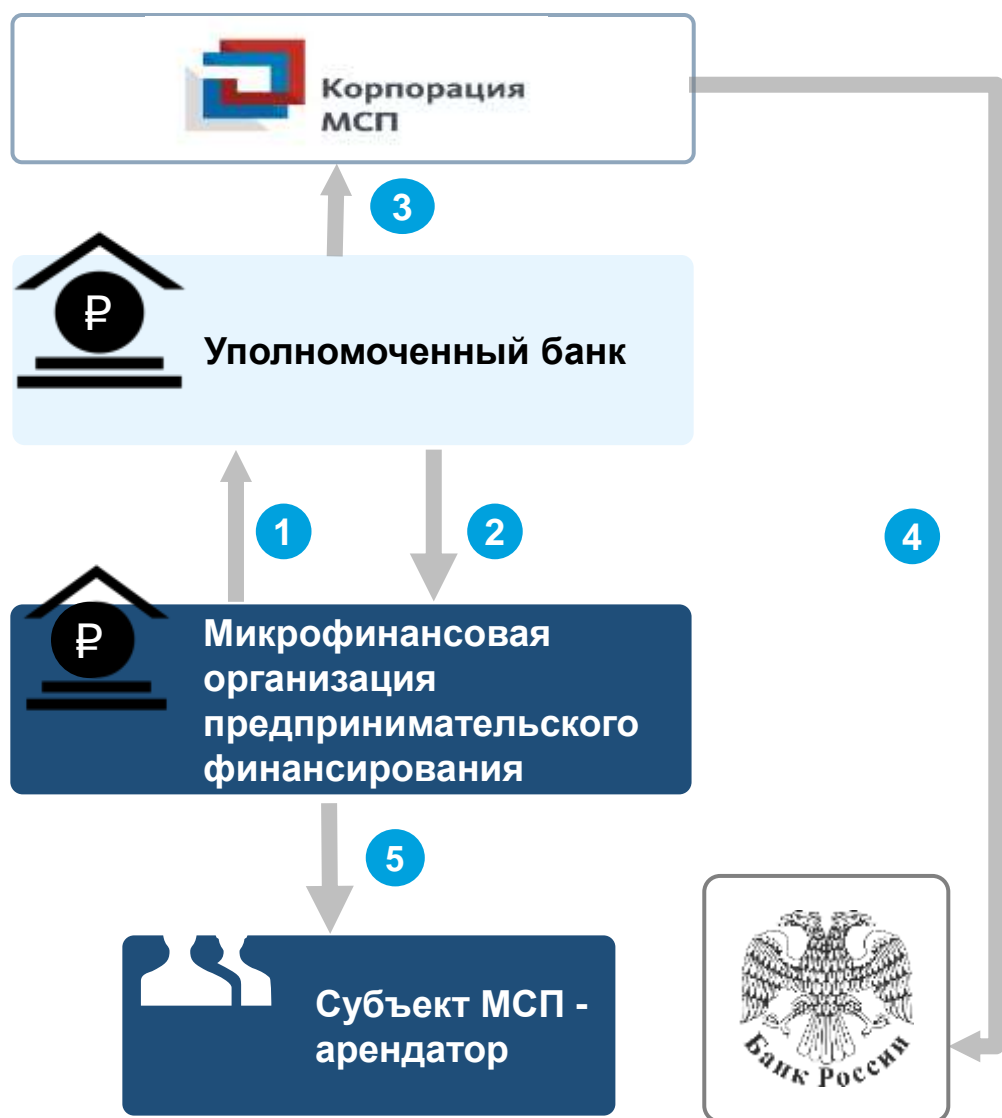 Корпорация
МСП
3
₽
Уполномоченный банк
1
2
4
₽
Микрофинансовая
организация
предпринимательского
финансирования
5
Субъект МСП -
арендатор
Банк России